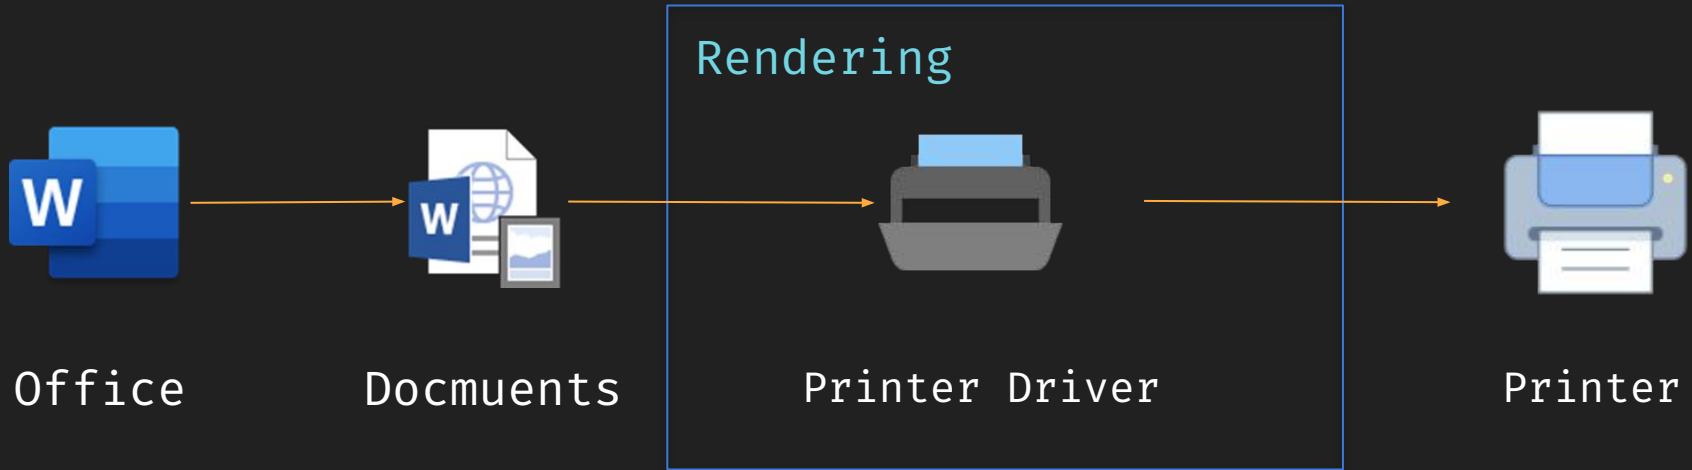 Rendering
W
W
Office
Docmuents
Printer Driver
Printer